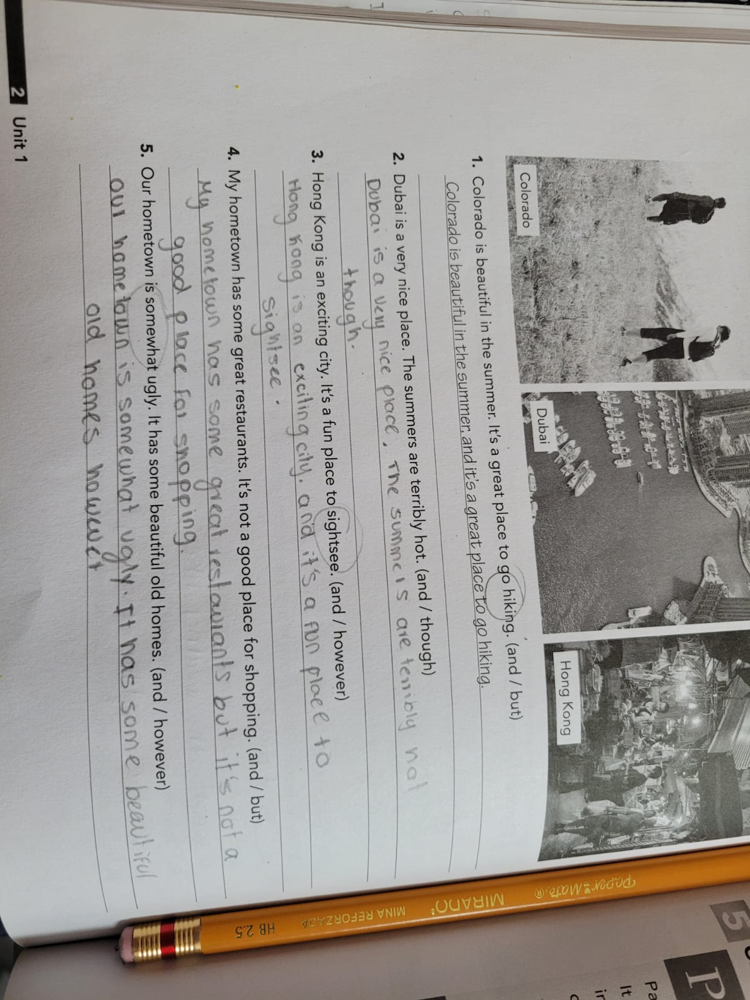 Colorado
Dubai
Hong Kong
1. Colorado is beautiful in the summer. It's a great place to go hiking. (and / but)
Colorado is beautiful in the summer, and it's a great place to go hiking.
2. Dubai is a very nice place. The summers are terribly hot. (and / though)
Dubai is a very nice place. The summers are terribly hot
though.
3. Hong Kong is an exciting city. It's a fun place to sightsee. (and / however)
Hong Kong is an exciting city. and it's a fun place to
sightsee.
4. My hometown has some great restaurants. It's not a good place for shopping. (and / but)
My hometown has some great restaurants but it's not a
good place for shopping.
5. Our hometown is somewhat ugly. It has some beautiful old homes. (and / however)
our hometown is somewhat ugly. It has some beautiful
old homes however
2 Unit 1
Paper Mate.®
MIRADO®
MINA REFORZADA
HB 2.5
5
P
Pa
It
in